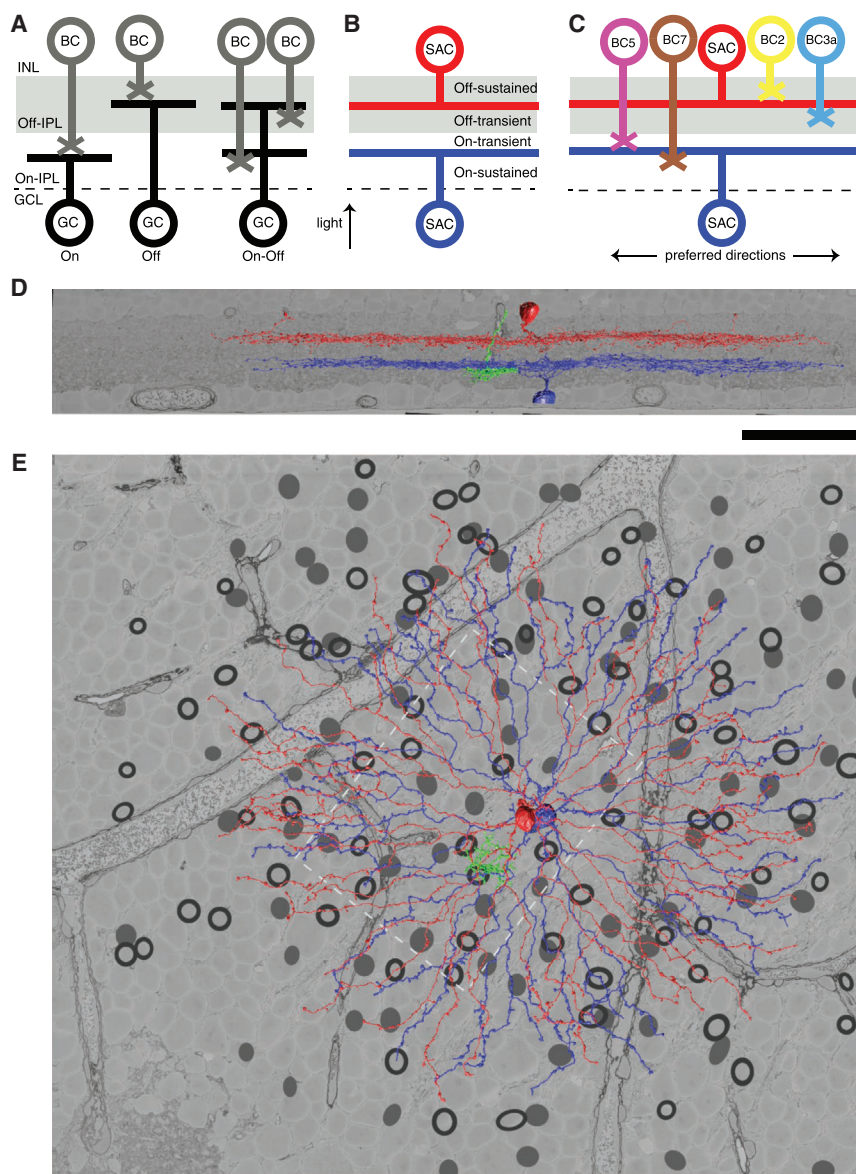 A
BC
BC
BC
BC
INL
Off-IPL
On-IPL
GCL
GC
GC
GC
On
Off
On-Off
B
SAC
Off-sustained
Off-transient
On-transient
On-sustained
light
SAC
C
BC5
BC7
SAC
BC2
BC3a
SAC
preferred directions
D
E